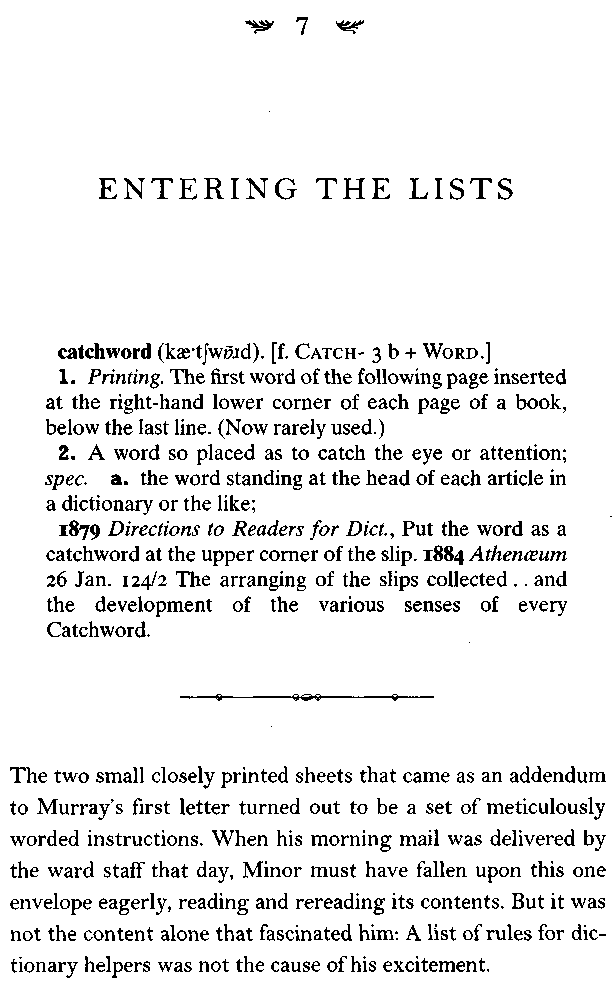 7
ENTERING THE LISTS
catchword (kæ·tʃwɒ̄ɹd). [f. CATCH- 3 b + WORD.]
1. Printing. The first word of the following page inserted
at the right-hand lower corner of each page of a book,
below the last line. (Now rarely used.)
2. A word so placed as to catch the eye or attention;
spec. a. the word standing at the head of each article in
a dictionary or the like;
1879 Directions to Readers for Dict., Put the word as a
catchword at the upper corner of the slip. 1884 Athenæum
26 Jan. 124/2 The arranging of the slips collected . . and
the development of the various senses of every
Catchword.
The two small closely printed sheets that came as an addendum
to Murray's first letter turned out to be a set of meticulously
worded instructions. When his morning mail was delivered by
the ward staff that day, Minor must have fallen upon this one
envelope eagerly, reading and rereading its contents. But it was
not the content alone that fascinated him: A list of rules for dic-
tionary helpers was not the cause of his excitement.